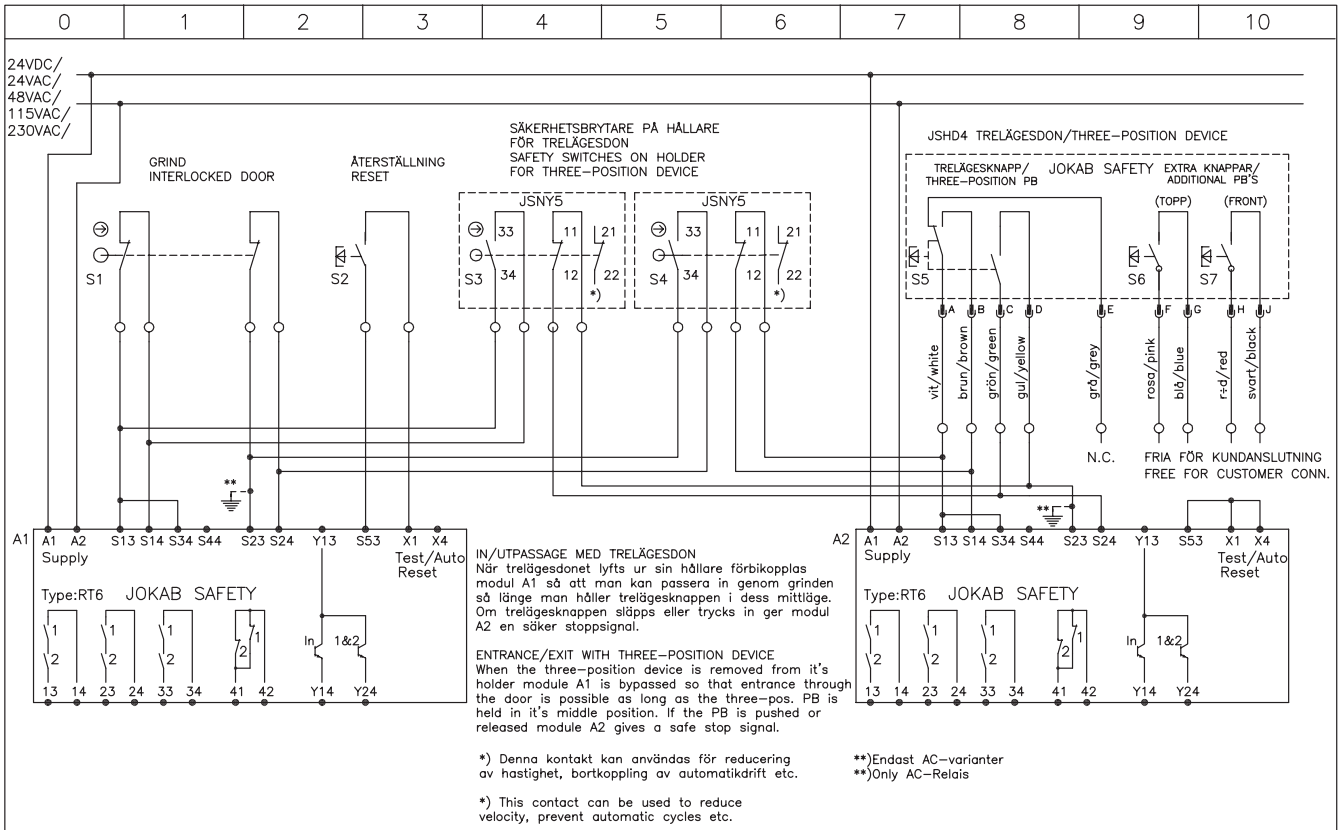 0 1 2 3 4 5 6 7 8 9 10
24VDC/
24VAC/
48VAC/
115VAC/
230VAC/
GRIND
INTERLOCKED DOOR
ÅTERSTÄLLNING
RESET
SÄKERHETSBRYTARE PÅ HÅLLARE
FÖR TRELÄGESDON
SAFETY SWITCHES ON HOLDER
FOR THREE-POSITION DEVICE
JSHD4 TRELÄGESDON/THREE-POSITION DEVICE
TRELÄGESKNAPP/
THREE-POSITION PB
JOKAB SAFETY
EXTRA KNAPPAR/
ADDITIONAL PB'S
(TOPP) (FRONT)
JSNY5 JSNY5
33 11 21 33 11 21
S1 S2 S3 34 12 22 S4 34 12 22 S5 S6 S7
*) *)
A B C D E F G H J
vit/white
brun/brown
grön/green
gul/yellow
grå/grey
rosa/pink
blå/blue
r÷d/red
svart/black
N.C.
FRIA FÖR KUNDANSLUTNING
FREE FOR CUSTOMER CONN.
** **
A1
A1 A2 S13 S14 S34 S44 S23 S24 Y13 S53 X1 X4
Supply
Test/Auto
Reset
Type:RT6 JOKAB SAFETY
1 1 1 1 In 1&2
2 2 2 2
13 14 23 24 33 34 41 42 Y14 Y24
IN/UTPASSAGE MED TRELÄGESDON
När trelägesdonet lyfts ur sin hållare förbikopplas
modul A1 så att man kan passera in genom grinden
så länge man håller trelägesknappen i dess mittläge.
Om trelägesknappen släpps eller trycks in ger modul
A2 en säker stoppsignal.
ENTRANCE/EXIT WITH THREE-POSITION DEVICE
When the three-position device is removed from it's
holder module A1 is bypassed so that entrance through
the door is possible as long as the three-pos. PB is
held in it's middle position. If the PB is pushed or
released module A2 gives a safe stop signal.
*) Denna kontakt kan användas för reducering
av hastighet, bortkoppling av automatikdrift etc.
*) This contact can be used to reduce
velocity, prevent automatic cycles etc.
A2
A1 A2 S13 S14 S34 S44 S23 S24 Y13 S53 X1 X4
Supply
Test/Auto
Reset
Type:RT6 JOKAB SAFETY
1 1 1 1 In 1&2
2 2 2 2
13 14 23 24 33 34 41 42 Y14 Y24
**)Endast AC-varianter
**)Only AC-Relais